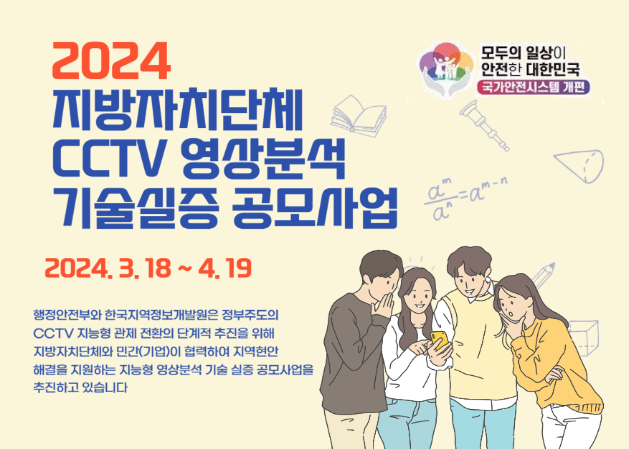 2024
지방자치단체
CCTV 영상분석
기술실증 공모사업
모두의 일상이
안전한 대한민국
국가안전시스템 개편
a^m/a^n=a^m-n
2024. 3. 18 ~ 4. 19
행정안전부와 한국지역정보개발원은 정부주도의
CCTV 지능형 관제 전환의 단계적 추진을 위해
지방자치단체와 민간(기업)이 협력하여 지역현안
해결을 지원하는 지능형 영상분석 기술 실증 공모사업을
추진하고 있습니다